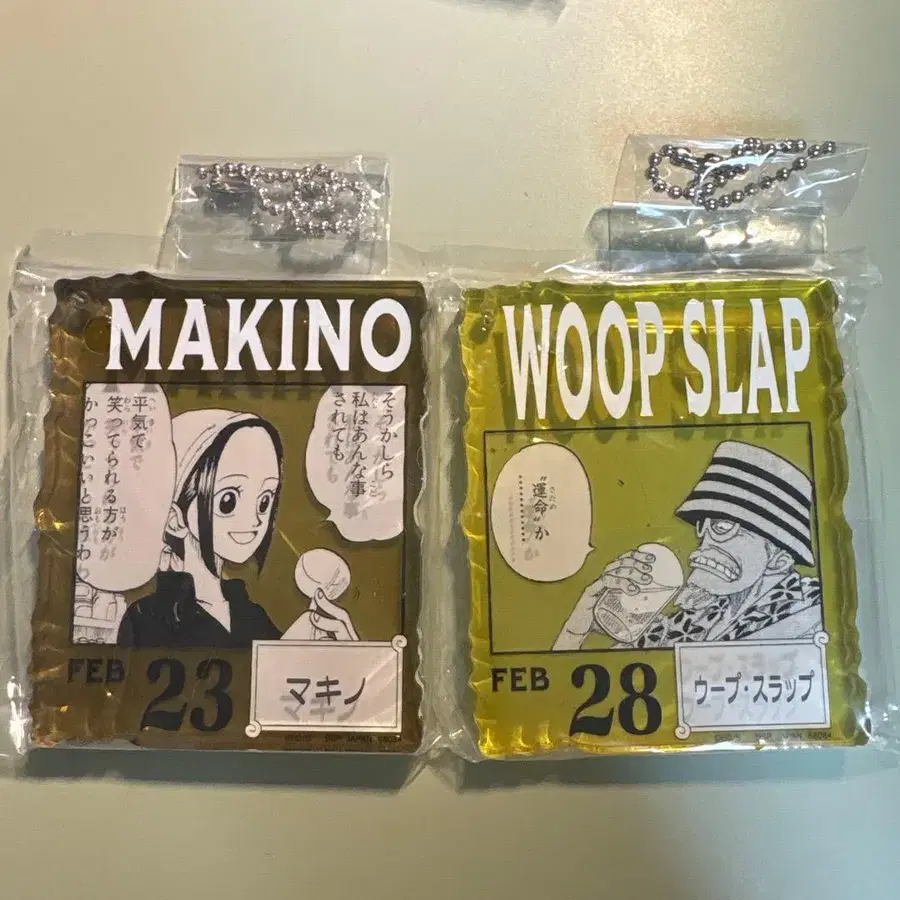 MAKINO
そうかしら
私はあんな事
されても
平気で
笑ってられる方が
かっこいいと思うわ
FEB 23
マキノ
WOOP SLAP
"運命"か
FEB 28
ウープ・スラップ